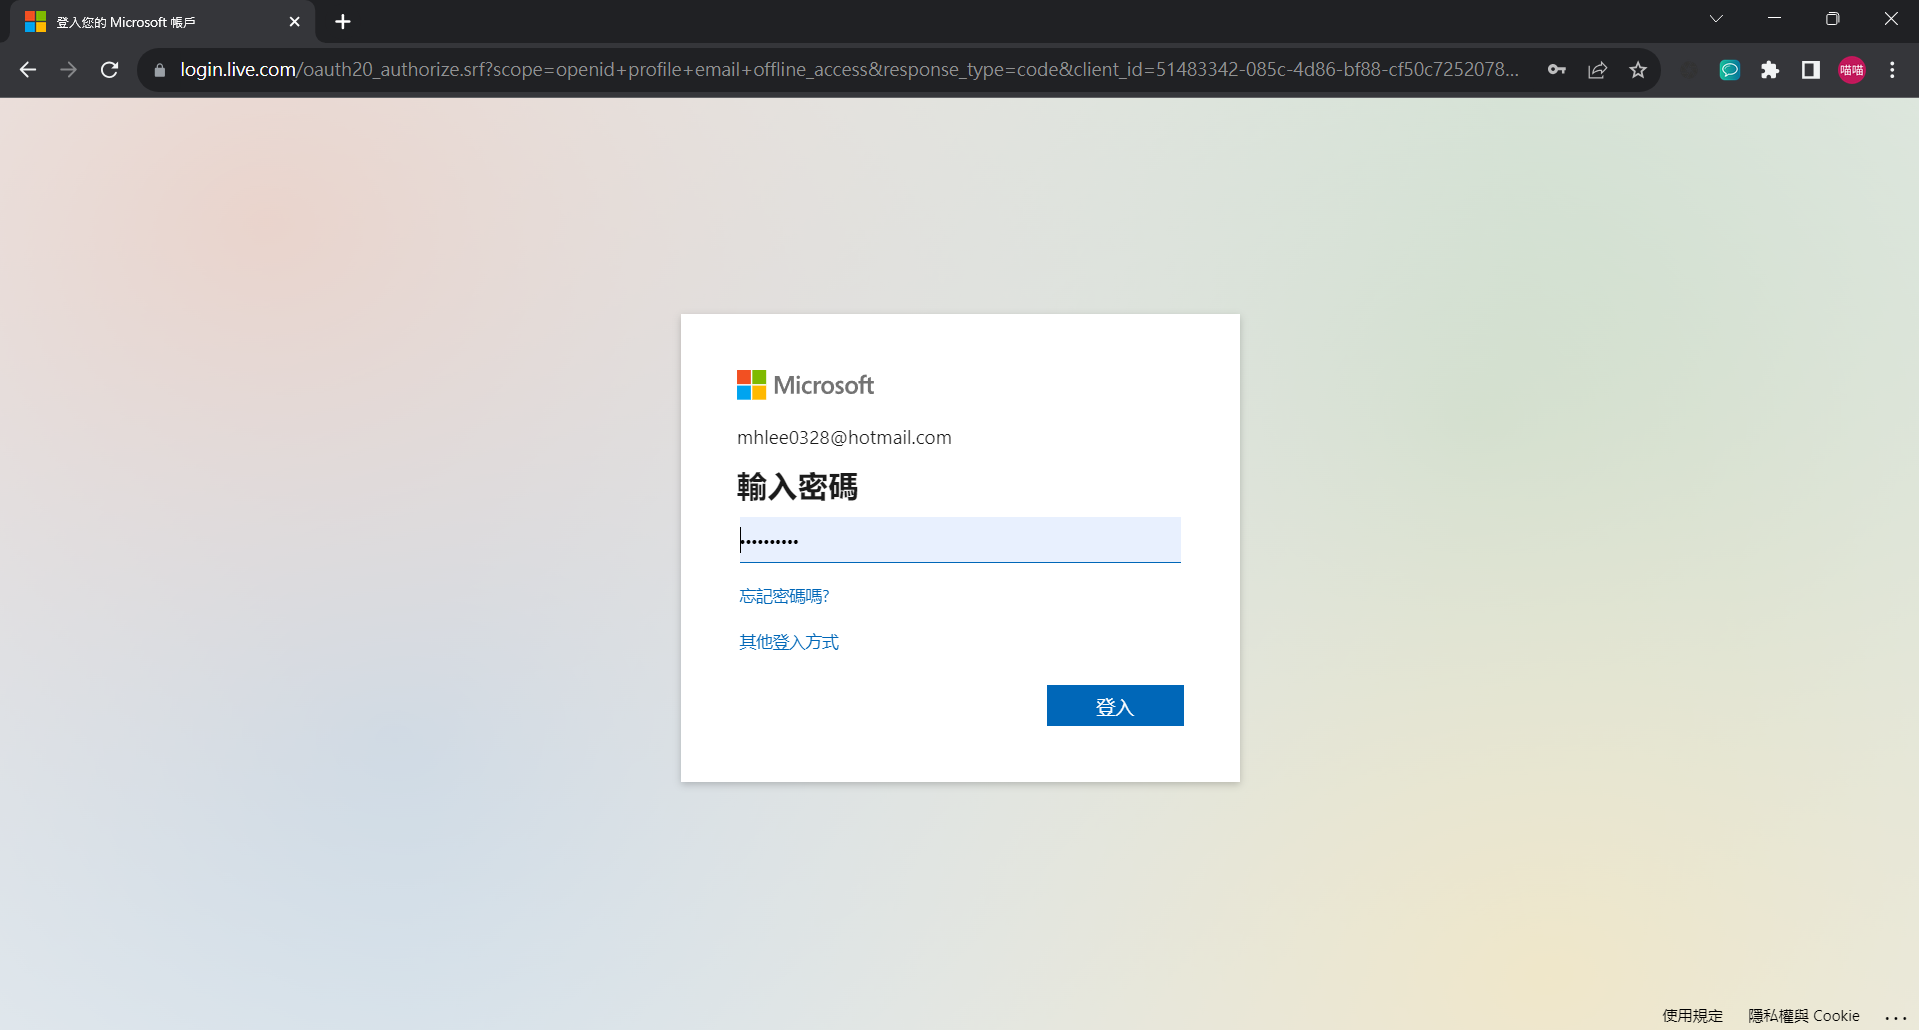 登入您的 Microsoft 帳戶
login.live.com/oauth20_authorize.srf?scope=openid+profile+email+offline_access&response_type=code&client_id=51483342-085c-4d86-bf88-cf50c7252078...
喵喵
Microsoft
mhlee0328@hotmail.com
輸入密碼
••••••••••
忘記密碼嗎?
其他登入方式
登入
使用規定 隱私權與 Cookie ...